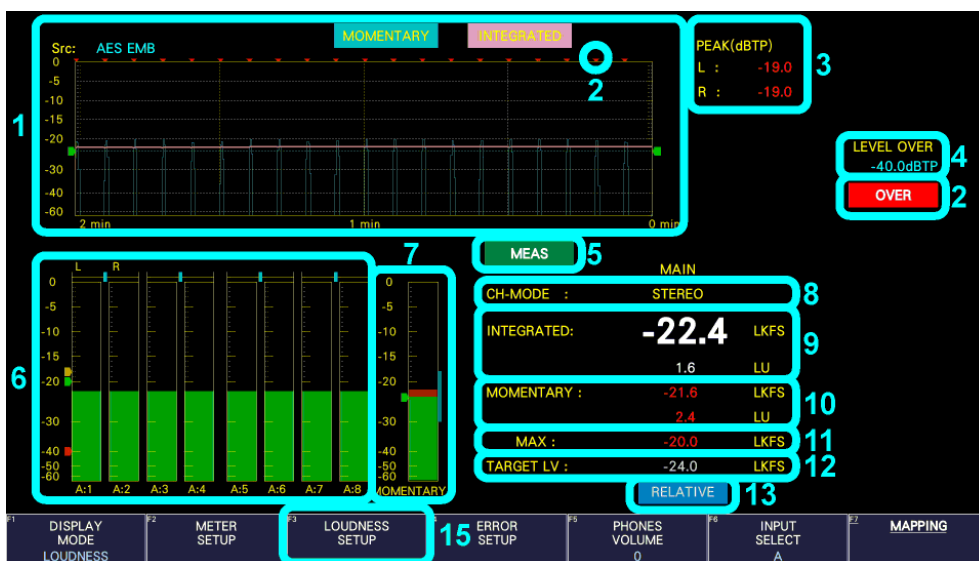 MOMENTARY INTEGRATED
Src: AES EMB
0
-5
-10
-15
-20
-30
-40
-60
2 min 1 min 0 min
1
2
PEAK(dBTP)
L : -19.0
R : -19.0
3
LEVEL OVER
-40.0dBTP
4
OVER
2
7
MEAS
5
L R
0
-5
-10
-15
-20
-30
-40
-50
-60
A:1 A:2 A:3 A:4 A:5 A:6 A:7 A:8
6
0
-5
-10
-15
-20
-30
-40
-50
-60
MOMENTARY
MAIN
CH-MODE : STEREO
8
INTEGRATED: -22.4 LKFS
1.6 LU
9
MOMENTARY : -21.6 LKFS
2.4 LU
10
MAX : -20.0 LKFS
11
TARGET LV : -24.0 LKFS
12
RELATIVE
13
F1 DISPLAY MODE
LOUDNESS
F2 METER SETUP
F3 LOUDNESS SETUP
15
ERROR SETUP
F5 PHONES VOLUME
0
F6 INPUT SELECT
A
F7 MAPPING